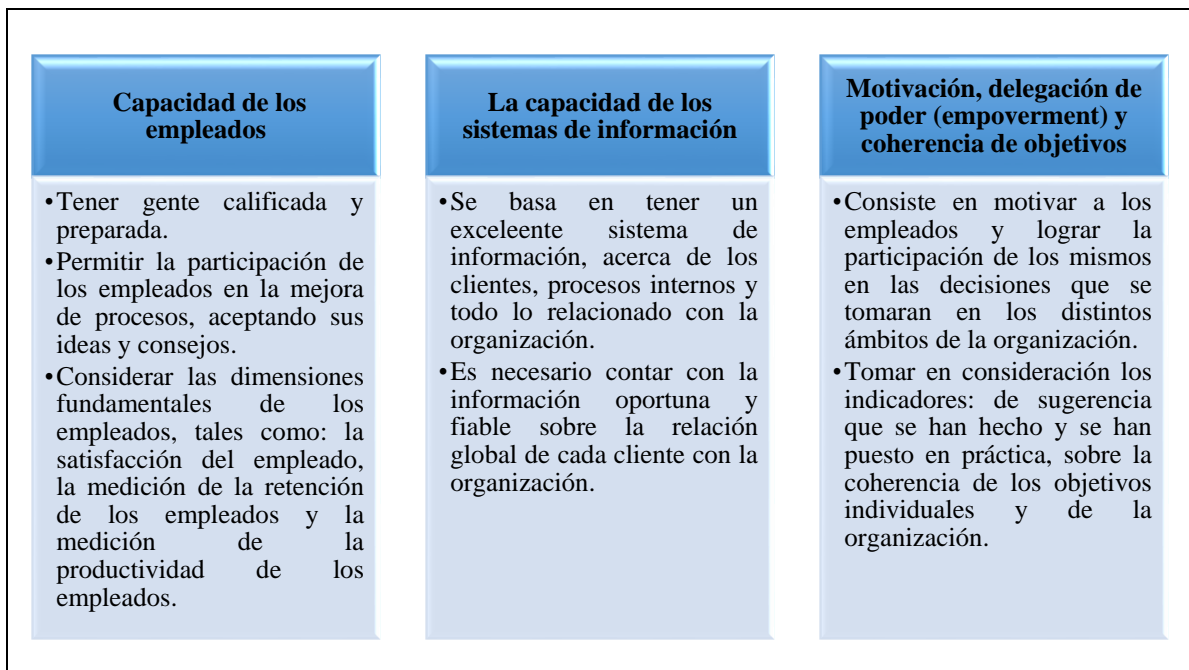 Capacidad de los
empleados
•Tener gente calificada y
preparada.
•Permitir la participación de
los empleados en la mejora
de procesos, aceptando sus
ideas y consejos.
•Considerar las dimensiones
fundamentales de los
empleados, tales como: la
satisfacción del empleado,
la medición de la retención
de los empleados y la
medición de la
productividad de los
empleados.
La capacidad de los
sistemas de información
•Se basa en tener un
exceleente sistema de
información, acerca de los
clientes, procesos internos y
todo lo relacionado con la
organización.
•Es necesario contar con la
información oportuna y
fiable sobre la relación
global de cada cliente con la
organización.
Motivación, delegación de
poder (empoverment) y
coherencia de objetivos
•Consiste en motivar a los
empleados y lograr la
participación de los mismos
en las decisiones que se
tomaran en los distintos
ámbitos de la organización.
•Tomar en consideración los
indicadores: de sugerencia
que se han hecho y se han
puesto en práctica, sobre la
coherencia de los objetivos
individuales y de la
organización.